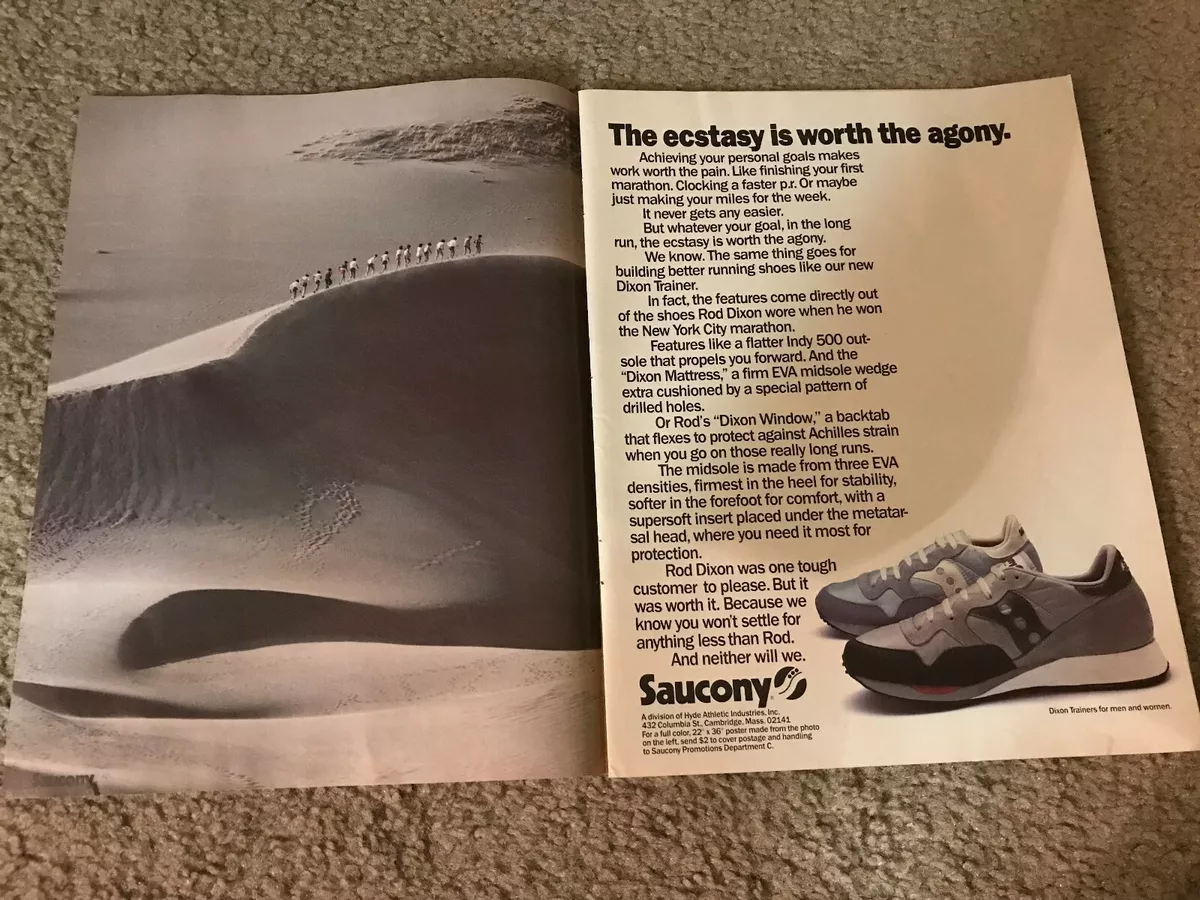 The ecstasy is worth the agony.
Achieving your personal goals makes
work worth the pain. Like finishing your first
marathon. Clocking a faster p.r. Or maybe
just making your miles for the week.
It never gets any easier.
But whatever your goal, in the long
run, the ecstasy is worth the agony.
We know. The same thing goes for
building better running shoes like our new
Dixon Trainer.
In fact, the features come directly out
of the shoes Rod Dixon wore when he won
the New York City marathon.
Features like a flatter Indy 500 out-
sole that propels you forward. And the
“Dixon Mattress,” a firm EVA midsole wedge
extra cushioned by a special pattern of
drilled holes.
Or Rod’s “Dixon Window,” a backtab
that flexes to protect against Achilles strain
when you go on those really long runs.
The midsole is made from three EVA
densities, firmest in the heel for stability,
softer in the forefoot for comfort, with a
supersoft insert placed under the metatar-
sal head, where you need it most for
protection.
Rod Dixon was one tough
customer to please. But it
was worth it. Because we
know you won’t settle for
anything less than Rod.
And neither will we.
Saucony
A division of Hyde Athletic Industries, Inc.
432 Columbia St., Cambridge, Mass. 02141
For a full color, 22" x 36" poster made from the photo
on the left, send $2 to cover postage and handling
to Saucony Promotions Department C.
Dixon Trainers for men and women.
Saucony